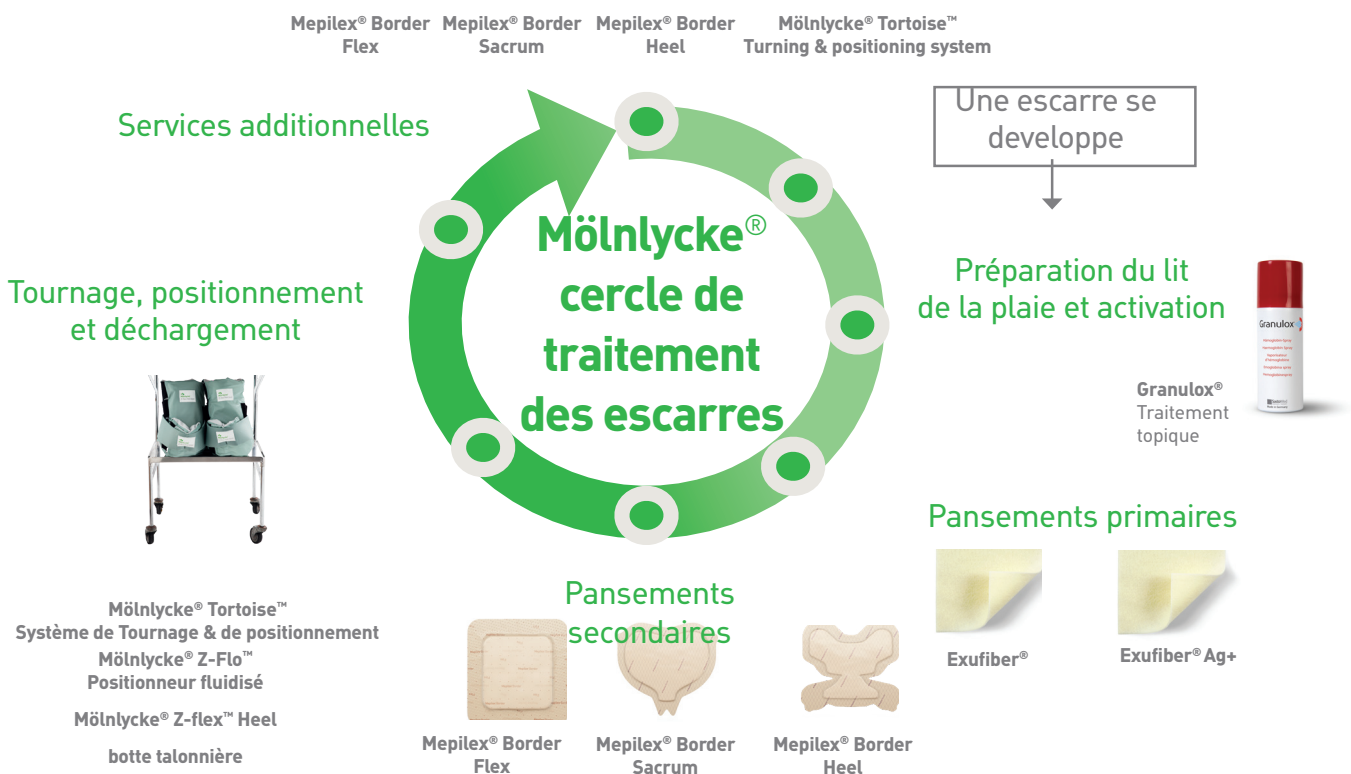 Mepilex® Border
Flex
Mepilex® Border
Sacrum
Mepilex® Border
Heel
Mölnlycke® Tortoise™
Turning & positioning system
Une escarre se
developpe
Services additionnelles
Mölnlycke®
cercle de
traitement
des escarres
Préparation du lit
de la plaie et activation
Granulox
Granulox®
Traitement
topique
Tournage, positionnement
et déchargement
Pansements primaires
Exufiber®
Exufiber® Ag+
Pansements
secondaires
Mepilex® Border
Flex
Mepilex® Border
Sacrum
Mepilex® Border
Heel
Mölnlycke® Tortoise™
Système de Tournage & de positionnement
Mölnlycke® Z-Flo™
Positionneur fluidisé
Mölnlycke® Z-flex™ Heel
botte talonnière